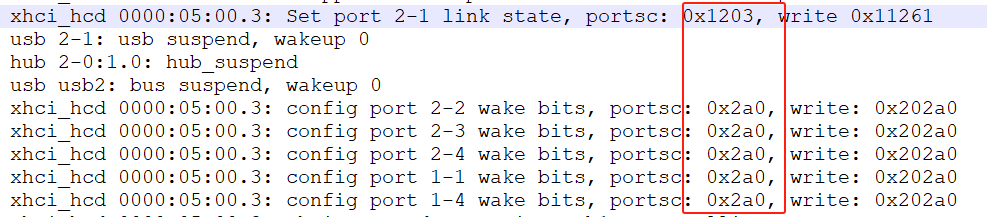 xhci_hcd 0000:05:00.3: Set port 2-1 link state, portsc: 0x1203, write 0x11261
usb 2-1: usb suspend, wakeup 0
hub 2-0:1.0: hub_suspend
usb usb2: bus suspend, wakeup 0
xhci_hcd 0000:05:00.3: config port 2-2 wake bits, portsc: 0x2a0, write: 0x202a0
xhci_hcd 0000:05:00.3: config port 2-3 wake bits, portsc: 0x2a0, write: 0x202a0
xhci_hcd 0000:05:00.3: config port 2-4 wake bits, portsc: 0x2a0, write: 0x202a0
xhci_hcd 0000:05:00.3: config port 1-1 wake bits, portsc: 0x2a0, write: 0x202a0
xhci_hcd 0000:05:00.3: config port 1-4 wake bits, portsc: 0x2a0, write: 0x202a0